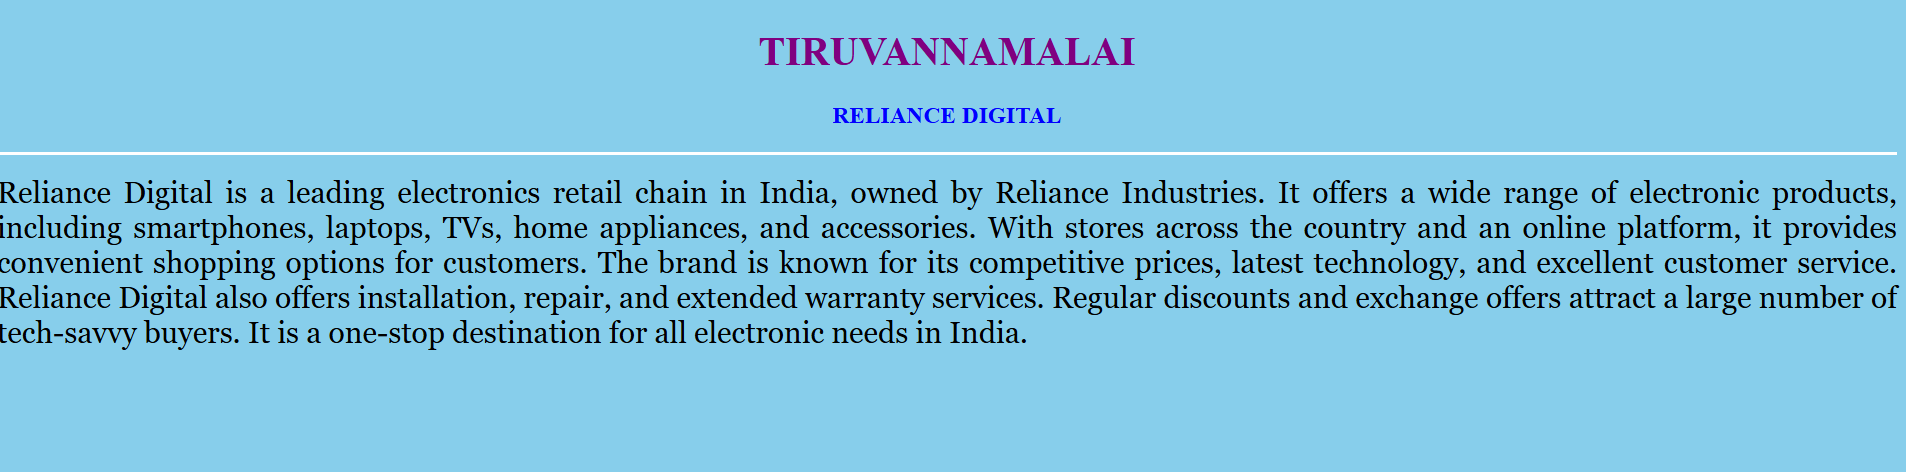 TIRUVANNAMALAI
RELIANCE DIGITAL
Reliance Digital is a leading electronics retail chain in India, owned by Reliance Industries. It offers a wide range of electronic products,
including smartphones, laptops, TVs, home appliances, and accessories. With stores across the country and an online platform, it provides
convenient shopping options for customers. The brand is known for its competitive prices, latest technology, and excellent customer service.
Reliance Digital also offers installation, repair, and extended warranty services. Regular discounts and exchange offers attract a large number of
tech-savvy buyers. It is a one-stop destination for all electronic needs in India.